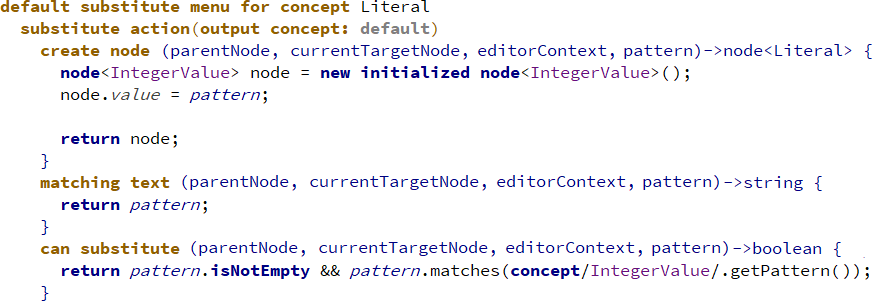 default substitute menu for concept Literal
substitute action(output concept: default)
create node (parentNode, currentTargetNode, editorContext, pattern)->node<Literal> {
node<IntegerValue> node = new initialized node<IntegerValue>();
node.value = pattern;
return node;
}
matching text (parentNode, currentTargetNode, editorContext, pattern)->string {
return pattern;
}
can substitute (parentNode, currentTargetNode, editorContext, pattern)->boolean {
return pattern.isNotEmpty && pattern.matches(concept/IntegerValue/.getPattern());
}